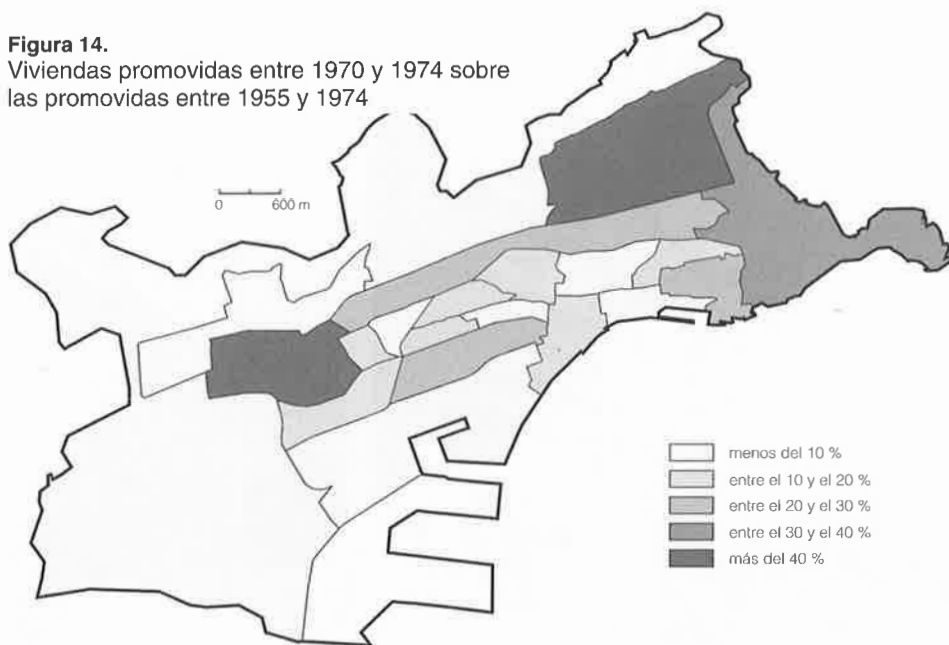 Figura 14.
Viviendas promovidas entre 1970 y 1974 sobre
las promovidas entre 1955 y 1974
0 600 m
menos del 10 %
entre el 10 y el 20 %
entre el 20 y el 30 %
entre el 30 y el 40 %
más del 40 %